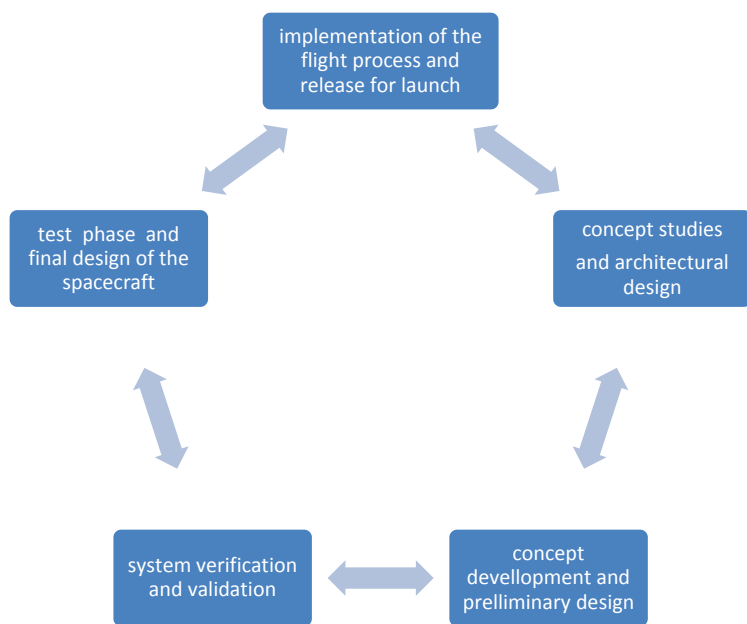 implementation of the
flight process and
release for launch
test  phase  and
final design of the
spacecraft
concept studies
and architectural
design
system verification
and validation
concept
devellopment and
prelliminary design